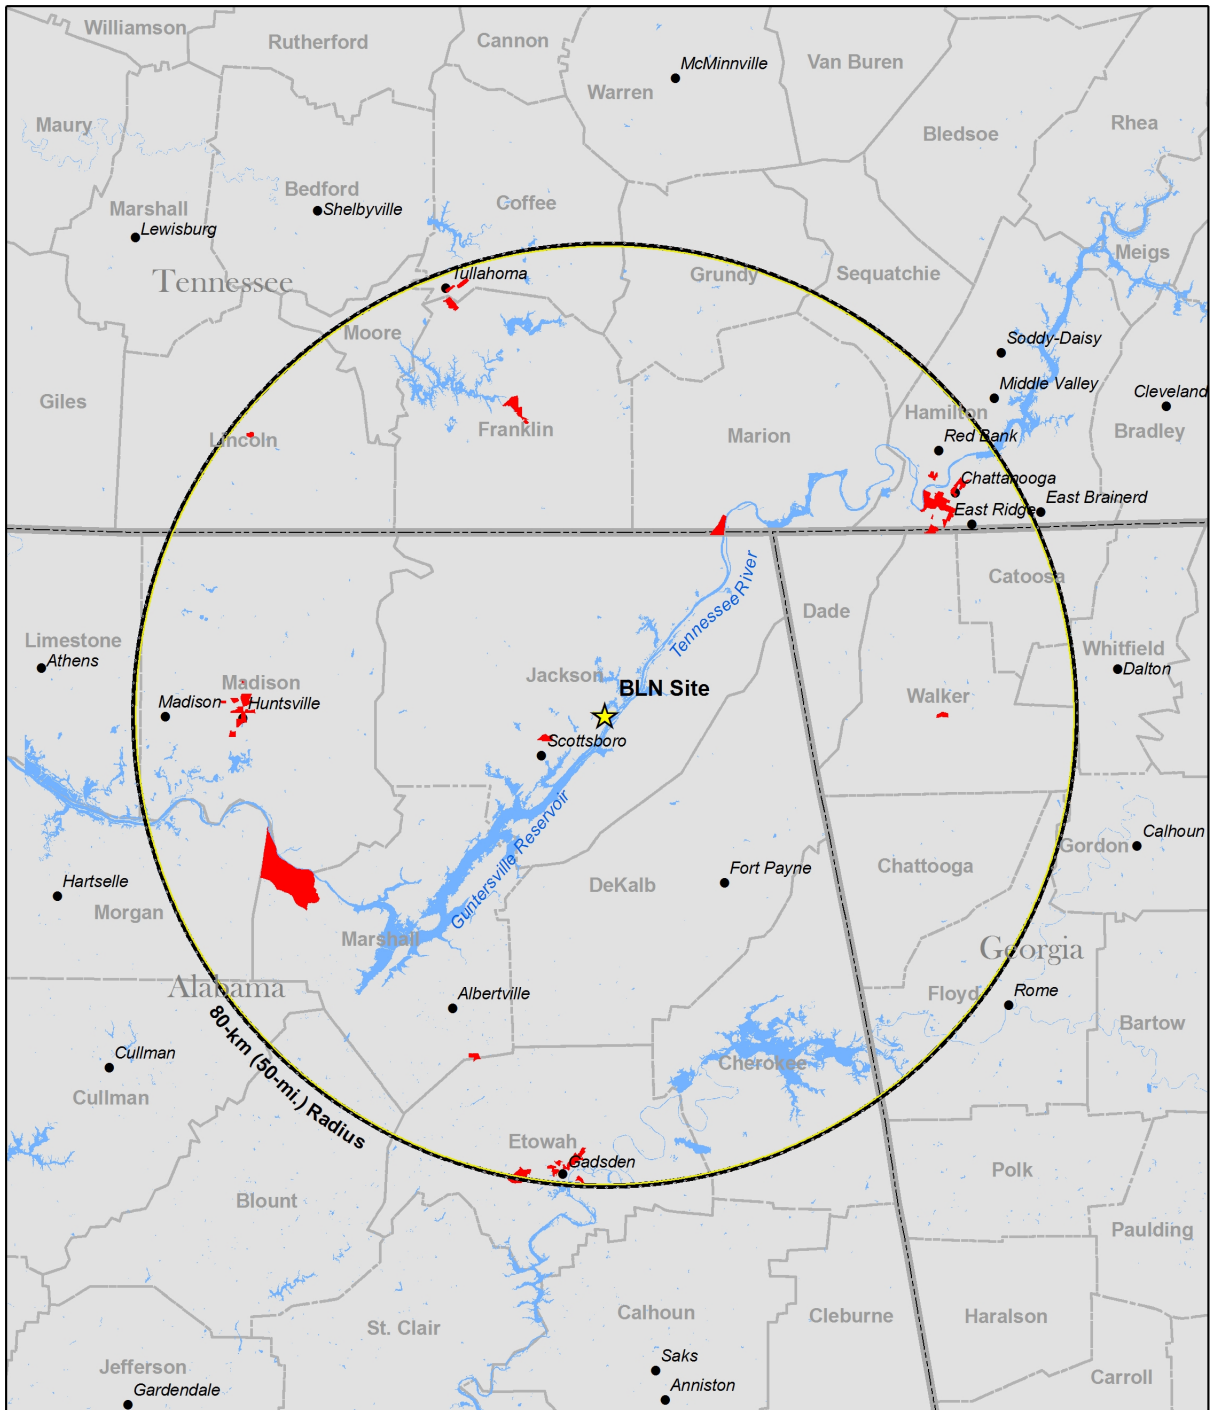 Williamson
Rutherford
Cannon
McMinnville
Van Buren
Warren
Maury
Bledsoe
Rhea
Bedford
Marshall
Shelbyville
Coffee
Lewisburg
Meigs
Tennessee
Tullahoma
Grundy
Sequatchie
Moore
Soddy-Daisy
Middle Valley
Cleveland
Giles
Hamilton
Lincoln
Franklin
Marion
Red Bank
Bradley
Chattanooga
East Ridge
East Brainerd
Tennessee River
Catoosa
Dade
Limestone
Athens
Whitfield
Dalton
Jackson
BLN Site
Madison
Madison
Huntsville
Walker
Scottsboro
Guntersville Reservoir
Calhoun
Gordon
Hartselle
Morgan
Fort Payne
DeKalb
Chattooga
Marshall
Georgia
Alabama
Albertville
Floyd
Rome
Bartow
80-km (50-mi.) Radius
Cullman
Cullman
Cherokee
Etowah
Gadsden
Polk
Blount
Paulding
St. Clair
Calhoun
Cleburne
Haralson
Saks
Jefferson
Gardendale
Anniston
Carroll